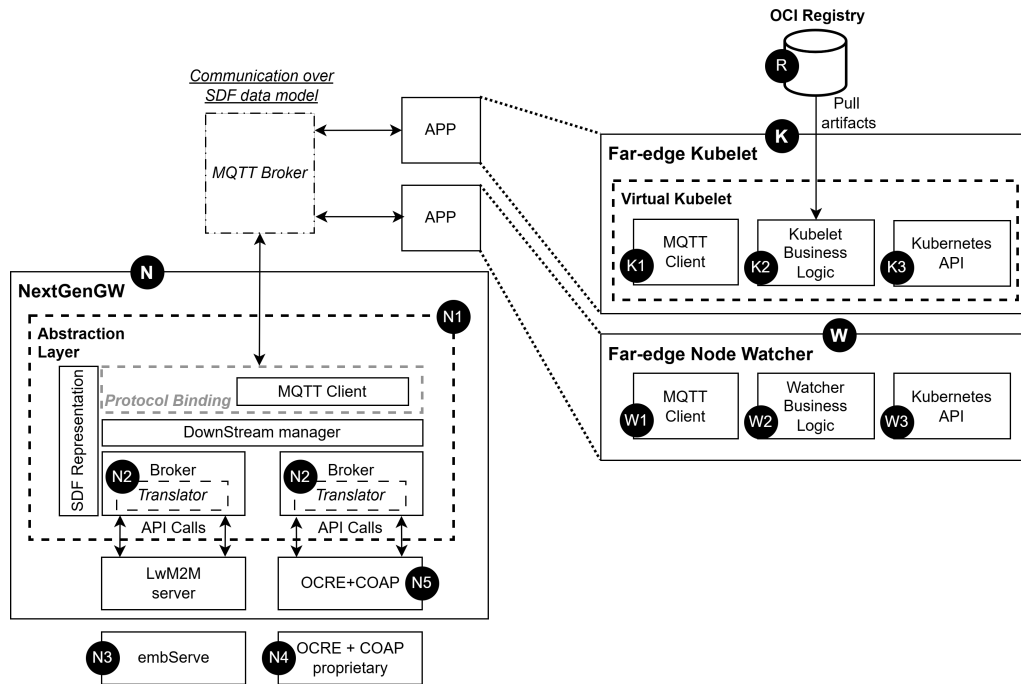 OCI Registry
R
Pull
artifacts
Communication over
SDF data model
MQTT Broker
APP
APP
K
Far-edge Kubelet
Virtual Kubelet
MQTT
Client
K1
Kubelet
Business
Logic
K2
Kubernetes
API
K3
W
Far-edge Node Watcher
MQTT
Client
W1
Watcher
Business
Logic
W2
Kubernetes
API
W3
N
NextGenGW
N1
Abstraction
Layer
SDF Representation
Protocol Binding
MQTT Client
DownStream manager
N2
Broker
Translator
N2
Broker
Translator
API Calls
API Calls
LwM2M
server
OCRE+COAP
N5
N3
embServe
N4
OCRE + COAP
proprietary